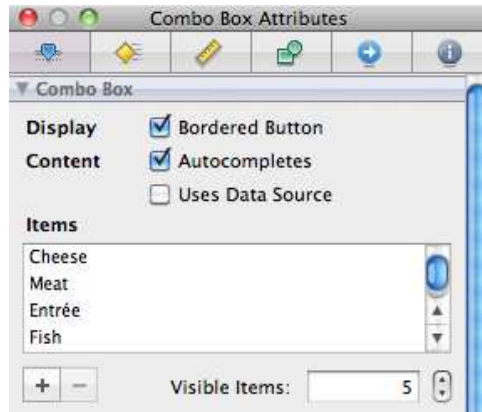 Combo Box Attributes
Combo Box
Display Bordered Button
Content Autocompletes
Uses Data Source
Items
Cheese
Meat
Entrée
Fish
Visible Items: 5